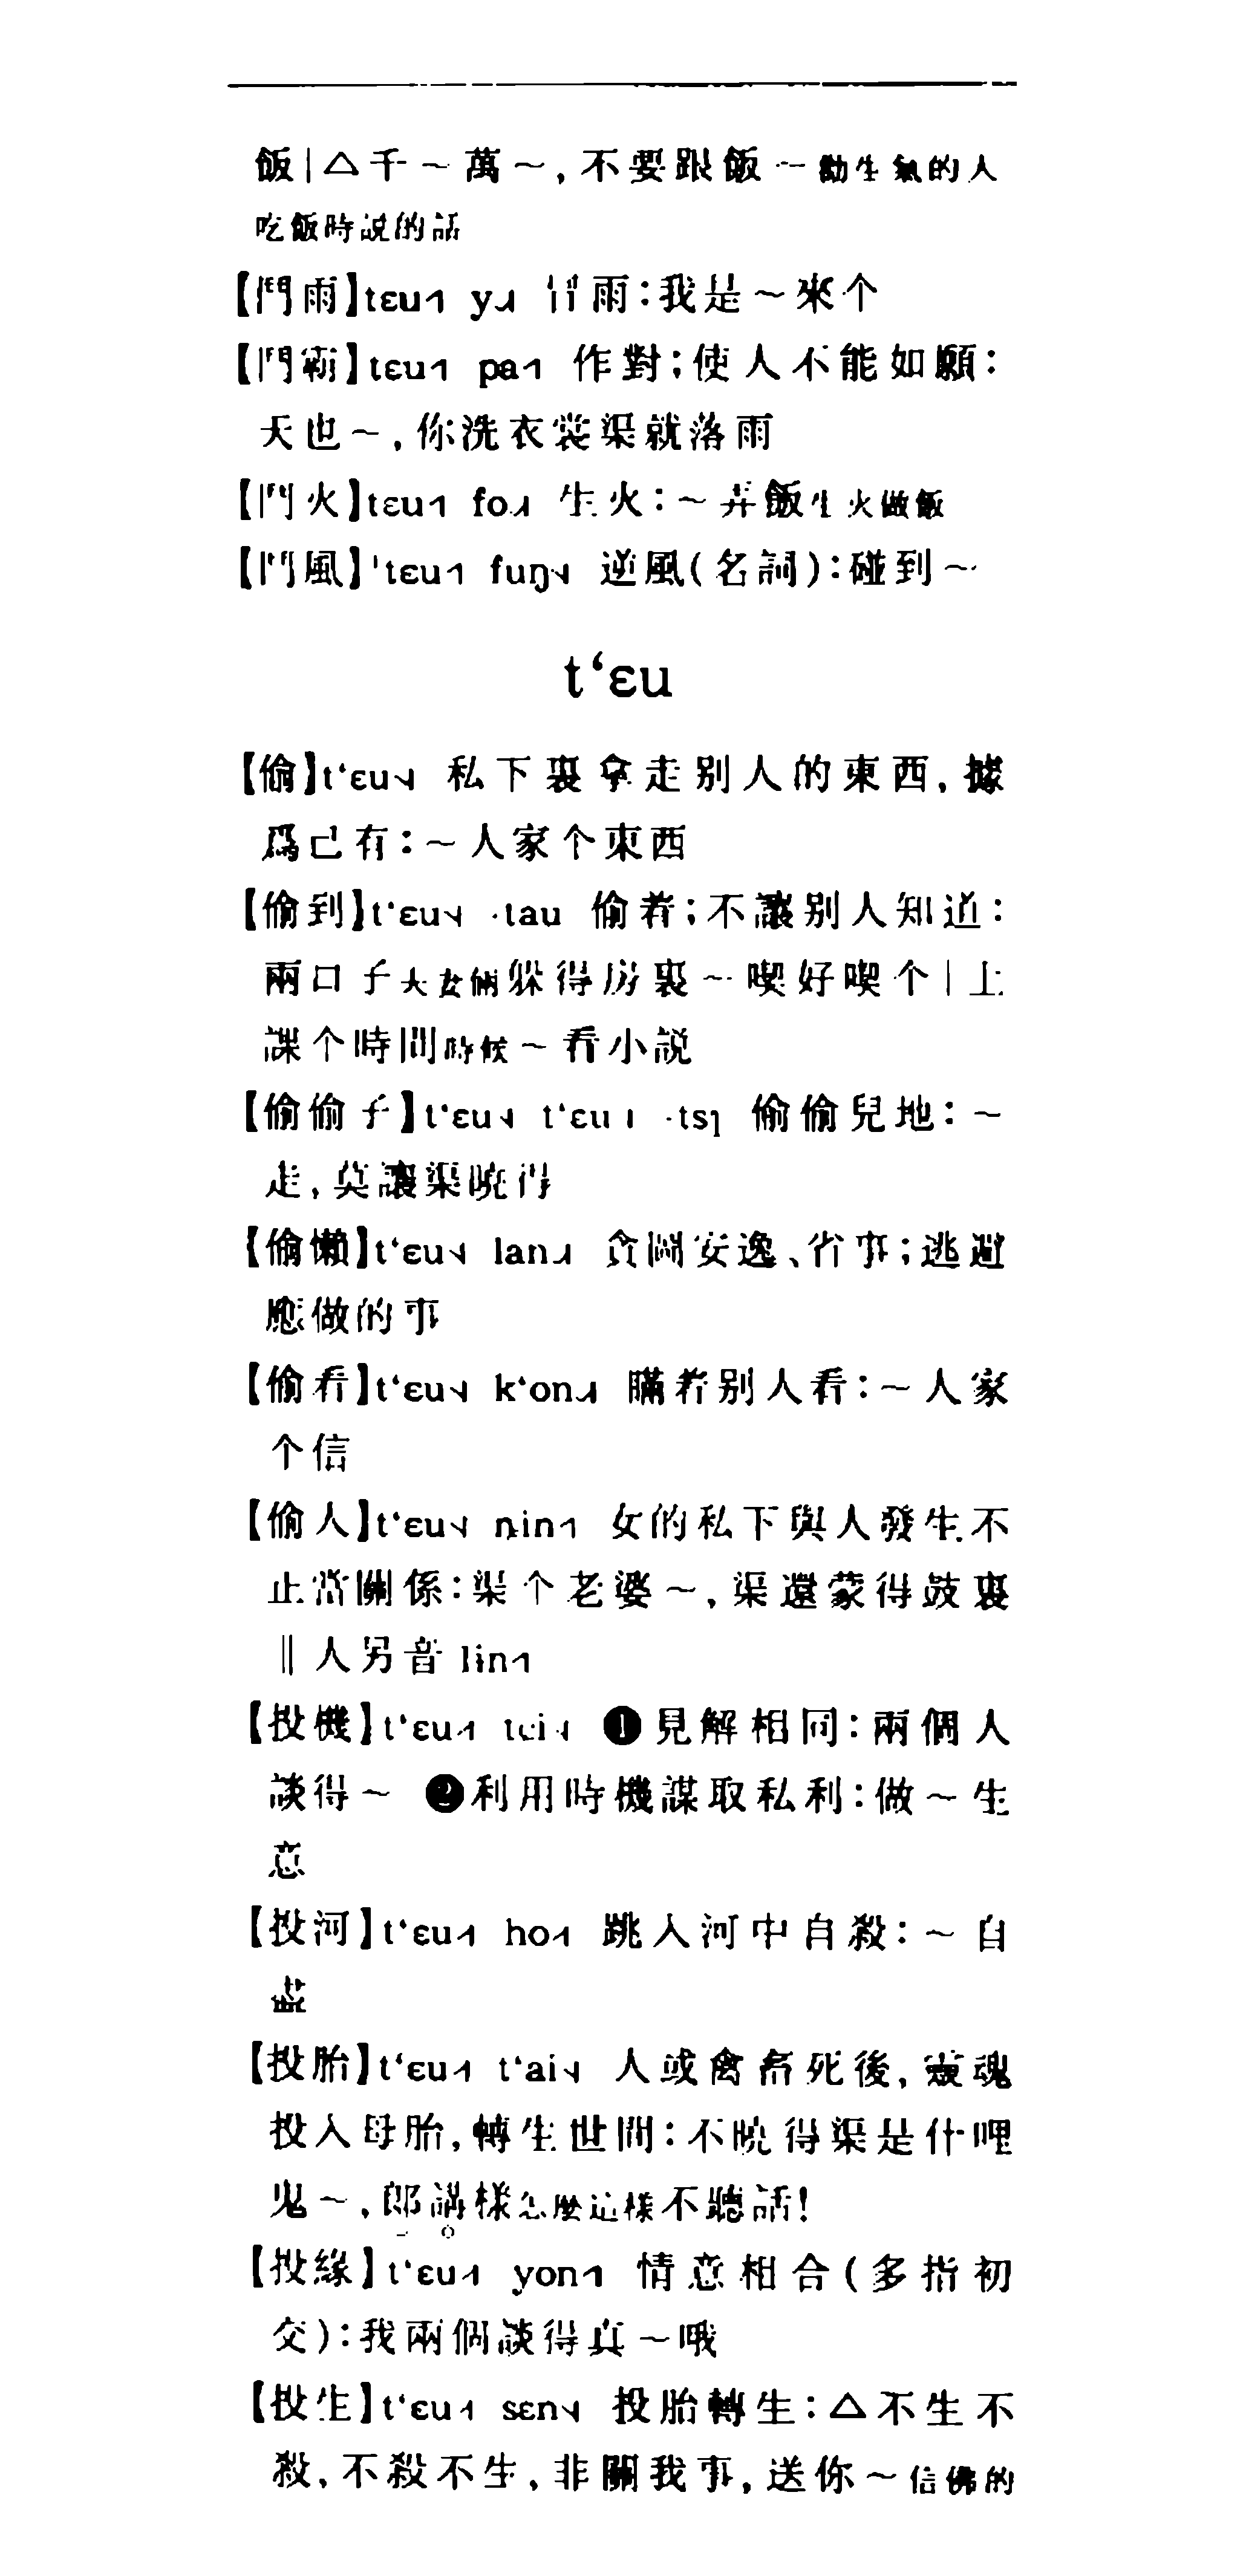 飯|△千～萬～,不要跟飯～勸生氣的人
吃飯時説的話
【鬥雨】tɛu˧ y˩ 冒雨:我是～來个
【鬥霸】tɛu˧ pa˧ 作對;使人不能如願:
天也～,你洗衣裳渠就落雨
【鬥火】tɛu˧ fo˩ 生火:～弄飯生火做飯
【鬥風】tɛu˧ fuŋ˨ 逆風(名詞):碰到～
t‘ɛu
【偷】t‘ɛu˨ 私下裏拿走别人的東西,據
爲己有:～人家个東西
【偷到】t‘ɛu˨ ·tau 偷着;不讓别人知道:
兩口子夫妻倆躲得房裏～喫好喫个|上
課个時間時候～看小説
【偷偷子】t‘ɛu˨ t‘ɛu ·tsɿ 偷偷兒地:～
走,莫讓渠曉得
【偷懶】t‘ɛu˨ lan˩ 貪圖安逸、省事;逃避
應做的事
【偷看】t‘ɛu˨ k‘on˩ 瞞着别人看:～人家
个信
【偷人】t‘ɛu˨ ȵin˧ 女的私下與人發生不
正當關係:渠个老婆～,渠還蒙得鼓裏
‖人另音 lin˧
【投機】t‘ɛu˧ tɕi˨ ❶見解相同:兩個人
談得～ ❷利用時機謀取私利:做～生
意
【投河】t‘ɛu˧ ho˧ 跳入河中自殺:～自
盡
【投胎】t‘ɛu˧ t‘ai˨ 人或禽畜死後,靈魂
投入母胎,轉生世間:不曉得渠是什哩
鬼～,郎講樣怎麽這樣不聽話!
【投緣】t‘ɛu˧ yon˧ 情意相合(多指初
交):我兩個談得真～哦
【投生】t‘ɛu˧ sɛn˨ 投胎轉生:△不生不
殺,不殺不生,非關我事,送你～信佛的